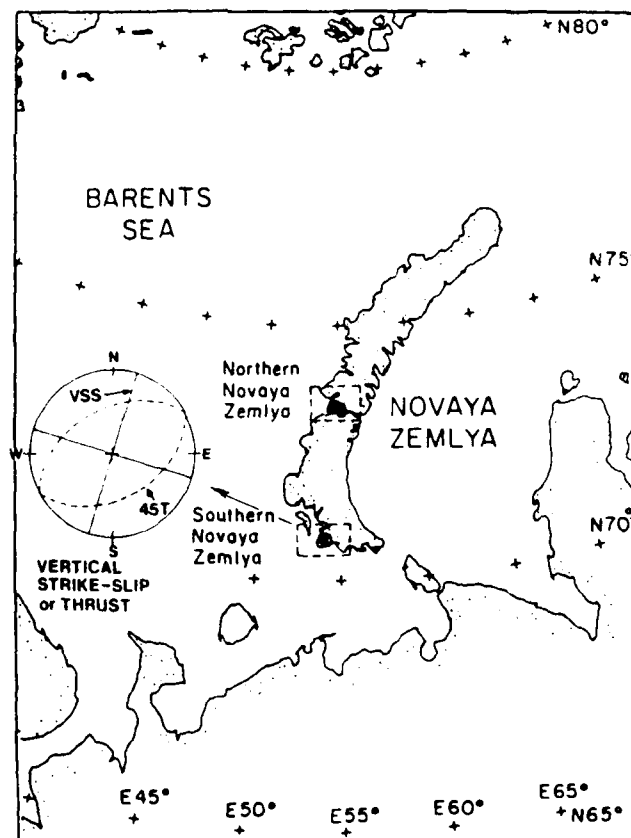 N80°
BARENTS
SEA
N75°
Northern
Novaya
Zemlya
NOVAYA
ZEMLYA
N
VSS
W
E
45T
S
Southern
Novaya
Zemlya
N70°
VERTICAL
STRIKE-SLIP
or THRUST
E45°
E50°
E55°
E60°
E65°
N65°